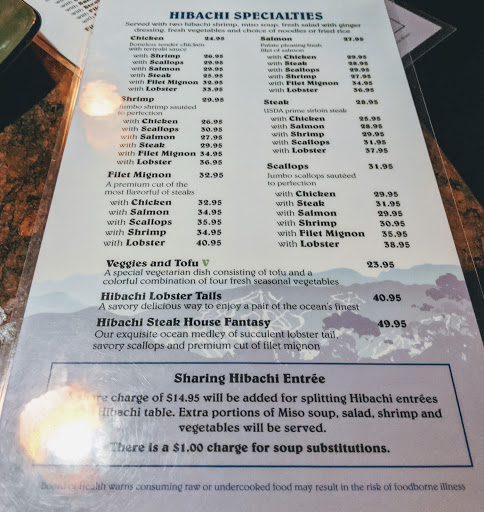 HIBACHI SPECIALTIES
Served with two hibachi shrimp, miso soup, fresh salad with ginger
dressing, fresh vegetables and choice of noodles or fried rice
Chicken 24.95
Boneless tender chicken
with teriyaki sauce
with Shrimp 26.95
with Scallops 29.95
with Salmon 27.95
with Steak 25.95
with Filet Mignon 32.95
with Lobster 33.95
Shrimp 29.95
Jumbo shrimp sautéed
to perfection
with Chicken 26.95
with Scallops 30.95
with Salmon 27.95
with Steak 29.95
with Filet Mignon 34.95
with Lobster 36.95
Filet Mignon 32.95
A premium cut of the
most flavorful of steaks
with Chicken 32.95
with Salmon 34.95
with Scallops 35.95
with Shrimp 34.95
with Lobster 40.95
Salmon 27.95
Palate pleasing fresh
filet of salmon
with Chicken 29.95
with Steak 28.95
with Scallops 29.95
with Shrimp 27.95
with Filet Mignon 34.95
with Lobster 36.95
Steak 28.95
USDA prime sirloin steak
with Chicken 25.95
with Salmon 28.95
with Shrimp 29.95
with Scallops 31.95
with Lobster 37.95
Scallops 31.95
Jumbo scallops sautéed
to perfection
with Chicken 29.95
with Steak 31.95
with Salmon 29.95
with Shrimp 30.95
with Filet Mignon 35.95
with Lobster 38.95
Veggies and Tofu V 23.95
A special vegetarian dish consisting of tofu and a
colorful combination of four fresh seasonal vegetables
Hibachi Lobster Tails 40.95
A savory delicious way to enjoy a pair of the ocean's finest
Hibachi Steak House Fantasy 49.95
Our exquisite ocean medley of succulent lobster tail,
savory scallops and premium cut of filet mignon
Sharing Hibachi Entrée
charge of $14.95 will be added for splitting Hibachi entrées
Hibachi table. Extra portions of Miso soup, salad, shrimp and
vegetables will be served.
There is a $1.00 charge for soup substitutions.
Board of Health warns consuming raw or undercooked food may result in the risk of foodborne illness